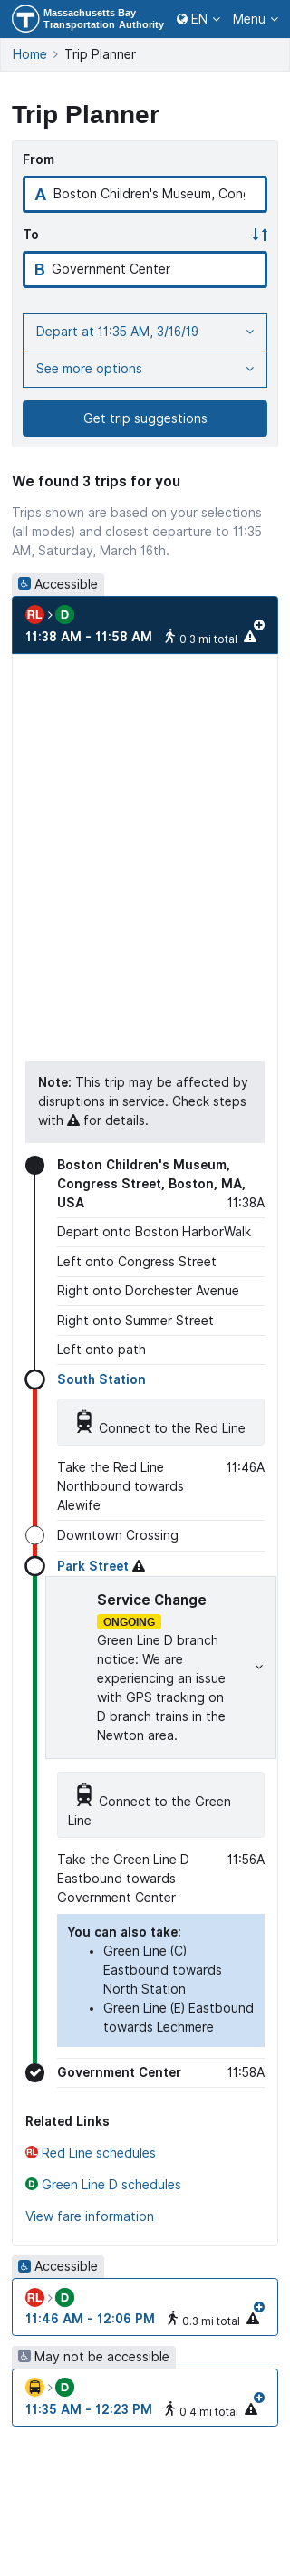 Massachusetts Bay
Transportation Authority
EN
Menu
Home > Trip Planner
Trip Planner
From
A Boston Children's Museum, Cong
To
B Government Center
Depart at 11:35 AM, 3/16/19
See more options
Get trip suggestions
We found 3 trips for you
Trips shown are based on your selections
(all modes) and closest departure to 11:35
AM, Saturday, March 16th.
Accessible
RL > D
11:38 AM - 11:58 AM 0.3 mi total
Note: This trip may be affected by
disruptions in service. Check steps
with for details.
Boston Children's Museum,
Congress Street, Boston, MA,
USA 11:38A
Depart onto Boston HarborWalk
Left onto Congress Street
Right onto Dorchester Avenue
Right onto Summer Street
Left onto path
South Station
Connect to the Red Line
Take the Red Line 11:46A
Northbound towards
Alewife
Downtown Crossing
Park Street
Service Change
ONGOING
Green Line D branch
notice: We are
experiencing an issue
with GPS tracking on
D branch trains in the
Newton area.
Connect to the Green
Line
Take the Green Line D 11:56A
Eastbound towards
Government Center
You can also take:
• Green Line (C)
Eastbound towards
North Station
• Green Line (E) Eastbound
towards Lechmere
Government Center 11:58A
Related Links
RL Red Line schedules
D Green Line D schedules
View fare information
Accessible
RL > D
11:46 AM - 12:06 PM 0.3 mi total
May not be accessible
> D
11:35 AM - 12:23 PM 0.4 mi total